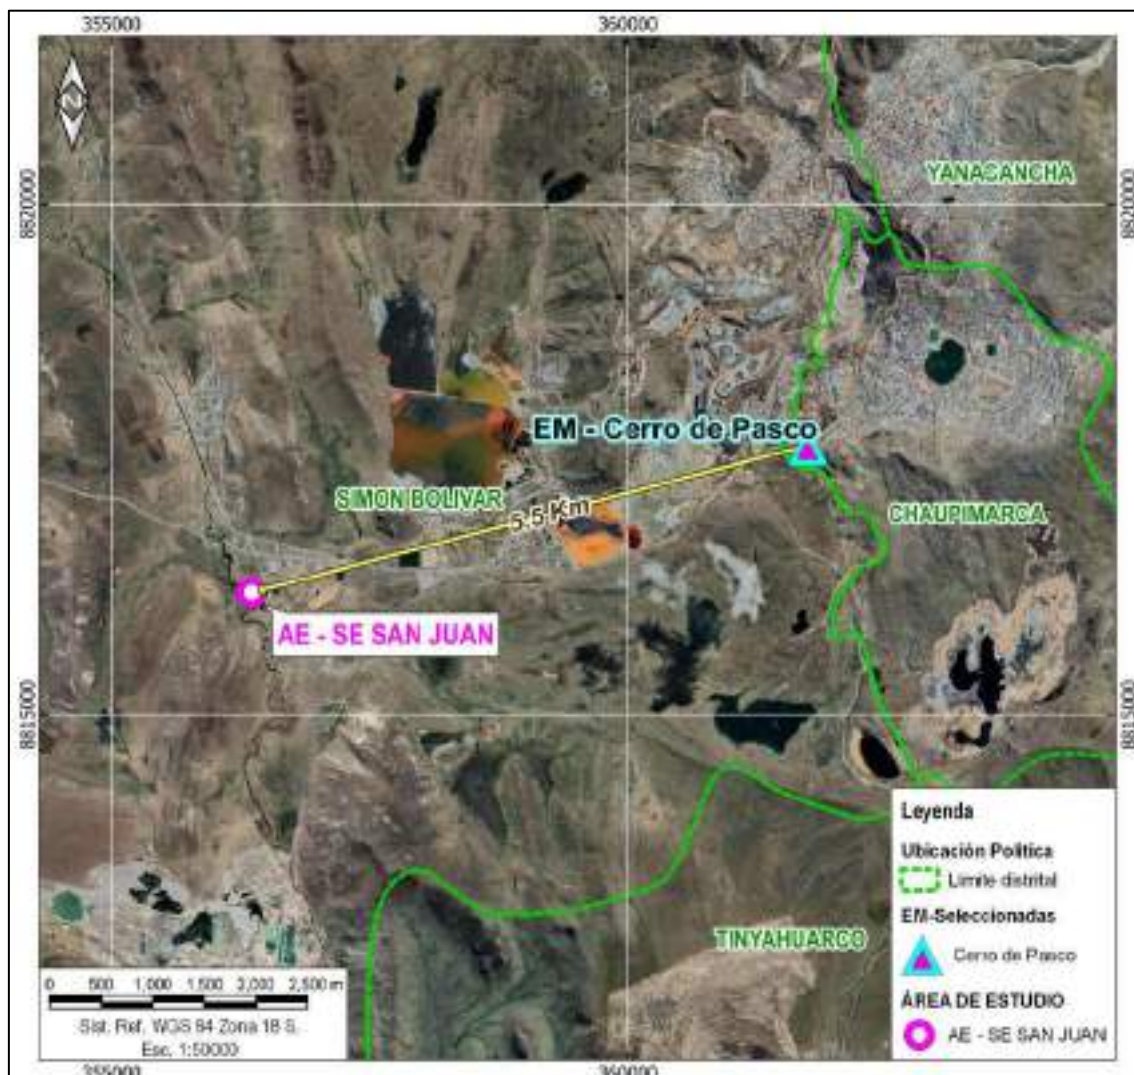 355000 360000
N
YANACANCHA
8820000 8820000
EM - Cerro de Pasco
SIMON BOLIVAR
5.5 Km
CHAUPIMARCA
AE - SE SAN JUAN
8815000 8815000
Leyenda
Ubicación Política
Limite distrital
EM-Seleccionadas
Cerro de Pasco
ÁREA DE ESTUDIO
AE - SE SAN JUAN
TINYAHUARCO
0 500 1,000 1,500 2,000 2,500 m
Sist. Ref. WGS 84 Zona 18 S.
Esc. 1:50000
355000 360000